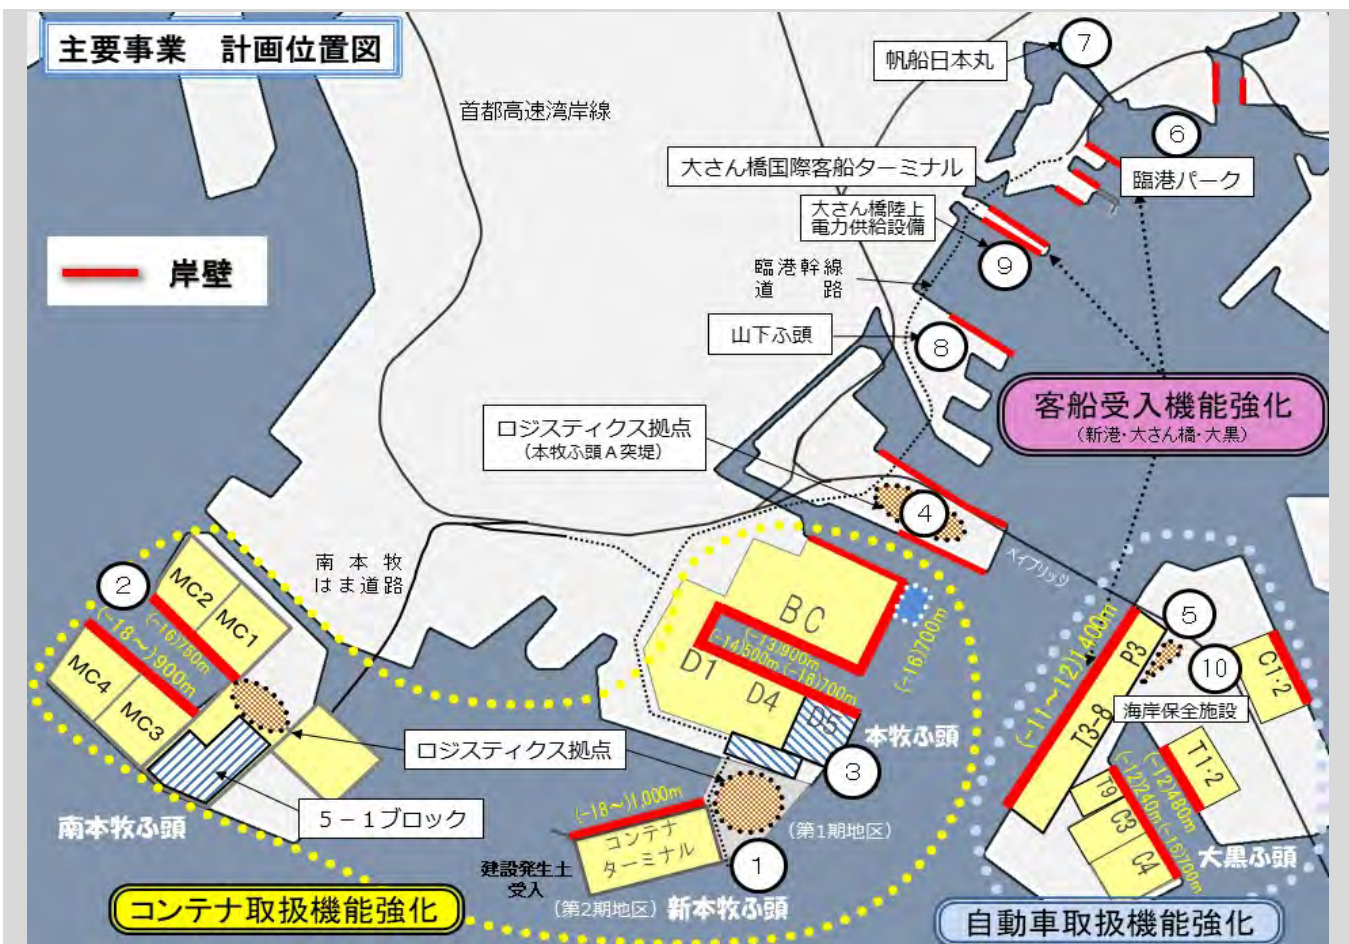 主要事業 計画位置図
岸壁
首都高速湾岸線
帆船日本丸
⑦
⑥
大さん橋国際客船ターミナル
臨港パーク
大さん橋陸上
電力供給設備
⑨
臨港幹線
道路
山下ふ頭
⑧
客船受入機能強化
(新港・大さん橋・大黒)
ロジスティクス拠点
(本牧ふ頭A突堤)
④
ベイブリッジ
南本牧
はま道路
②
MC2
MC1
(-16)750m
(-18~)900m
MC4
MC3
BC
(-13)900m
(-14)500m(-16)700m
(-16)700m
D1
D4
D5
本牧ふ頭
③
ロジスティクス拠点
5-1ブロック
南本牧ふ頭
(-18~)1,000m
コンテナ
ターミナル
(第1期地区)
①
建設発生土
受入
(第2期地区)
新本牧ふ頭
コンテナ取扱機能強化
(-11~-12)1,400m
P3
T3-8
⑤
⑩
C1・2
海岸保全施設
T1・2
(-12)480m
(-12)240m(-16)700m
T9
C3
C4
大黒ふ頭
自動車取扱機能強化